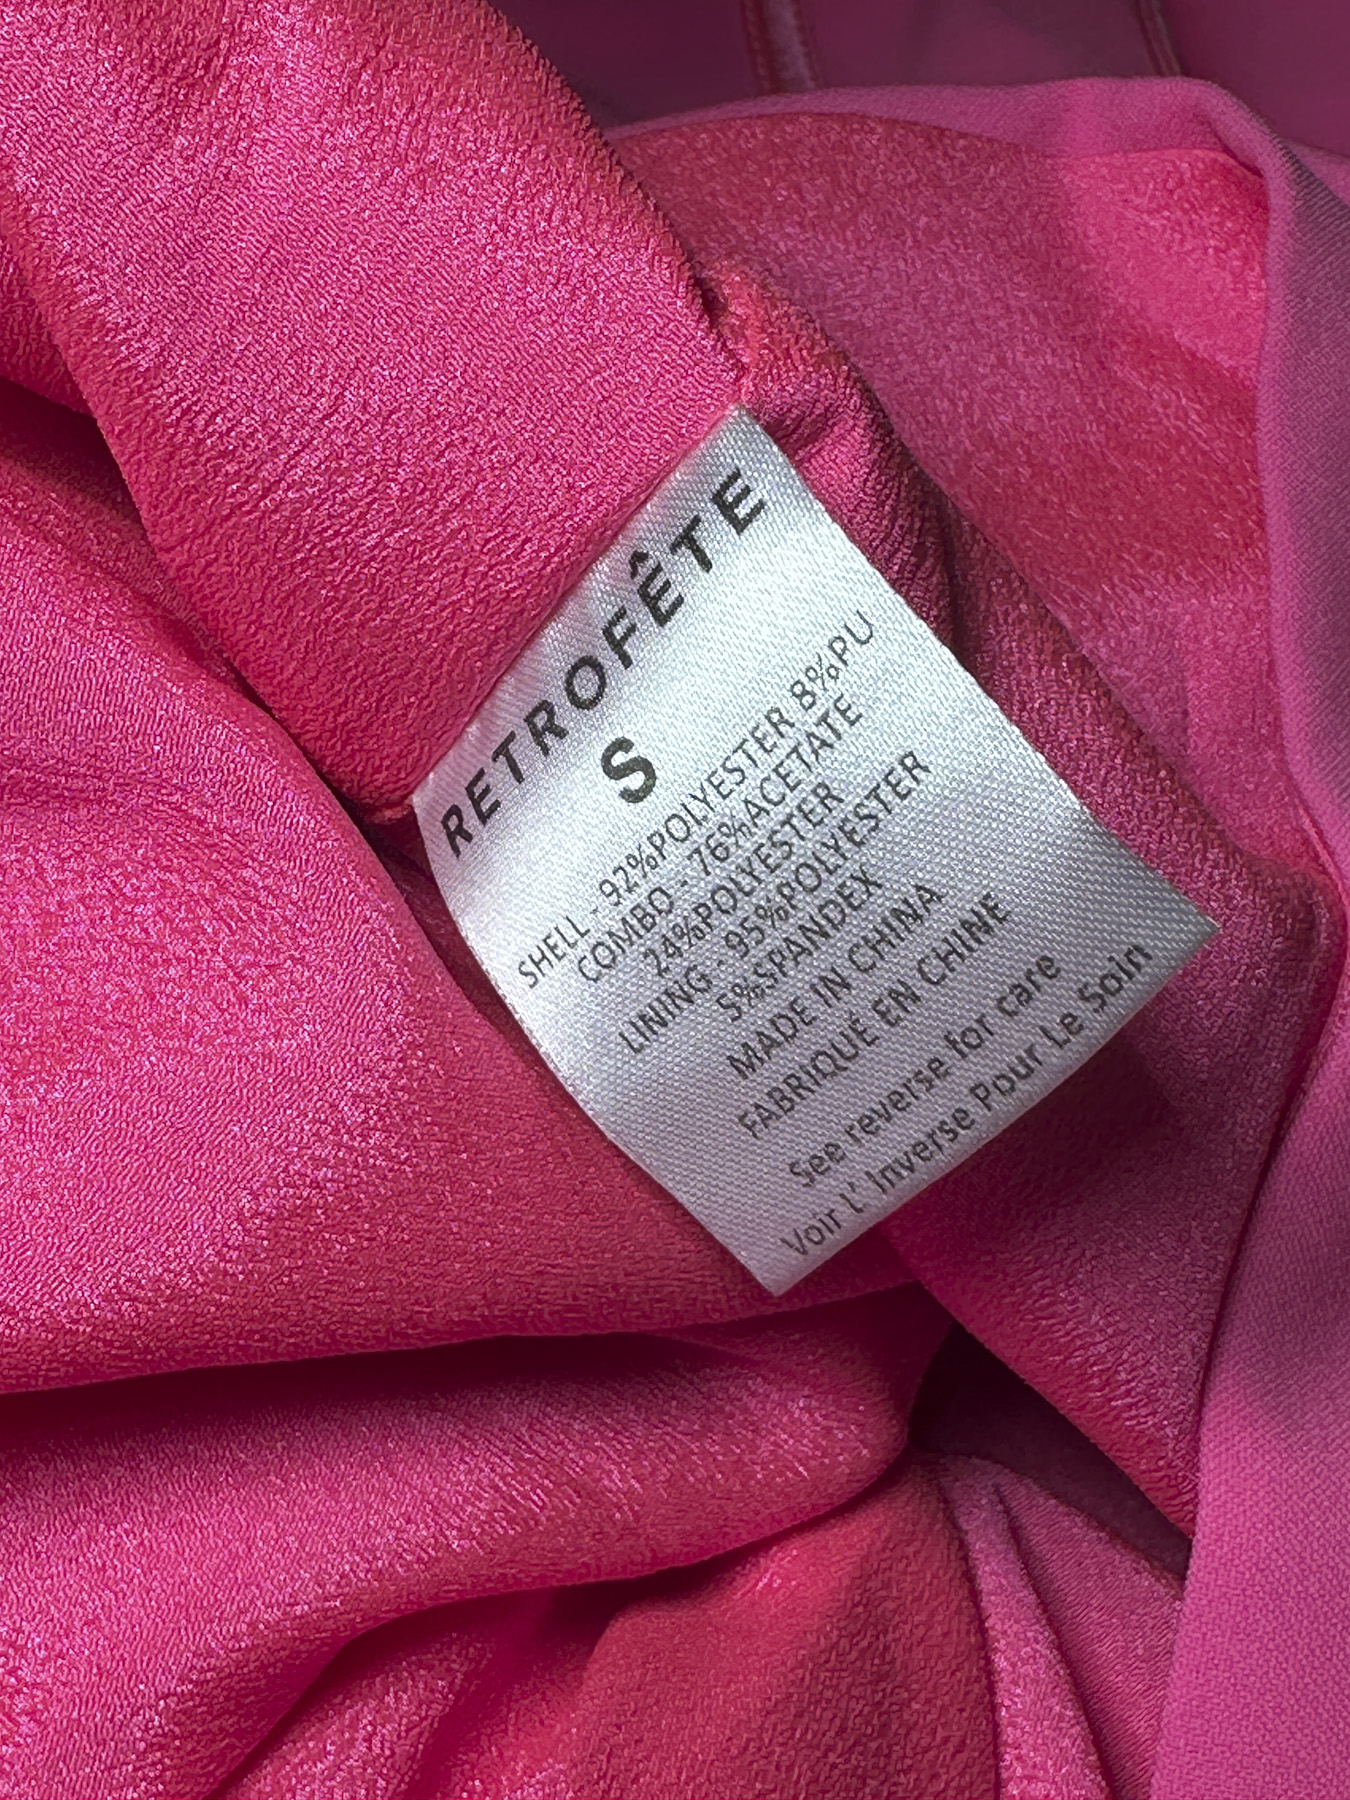 RETROFÊTE
S
SHELL - 92%POLYESTER 8%PU
COMBO - 76%ACETATE
24%POLYESTER
LINING - 95%POLYESTER
5%SPANDEX
MADE IN CHINA
FABRIQUÉ EN CHINE
See reverse for care
Voir L' Inverse Pour Le Soin